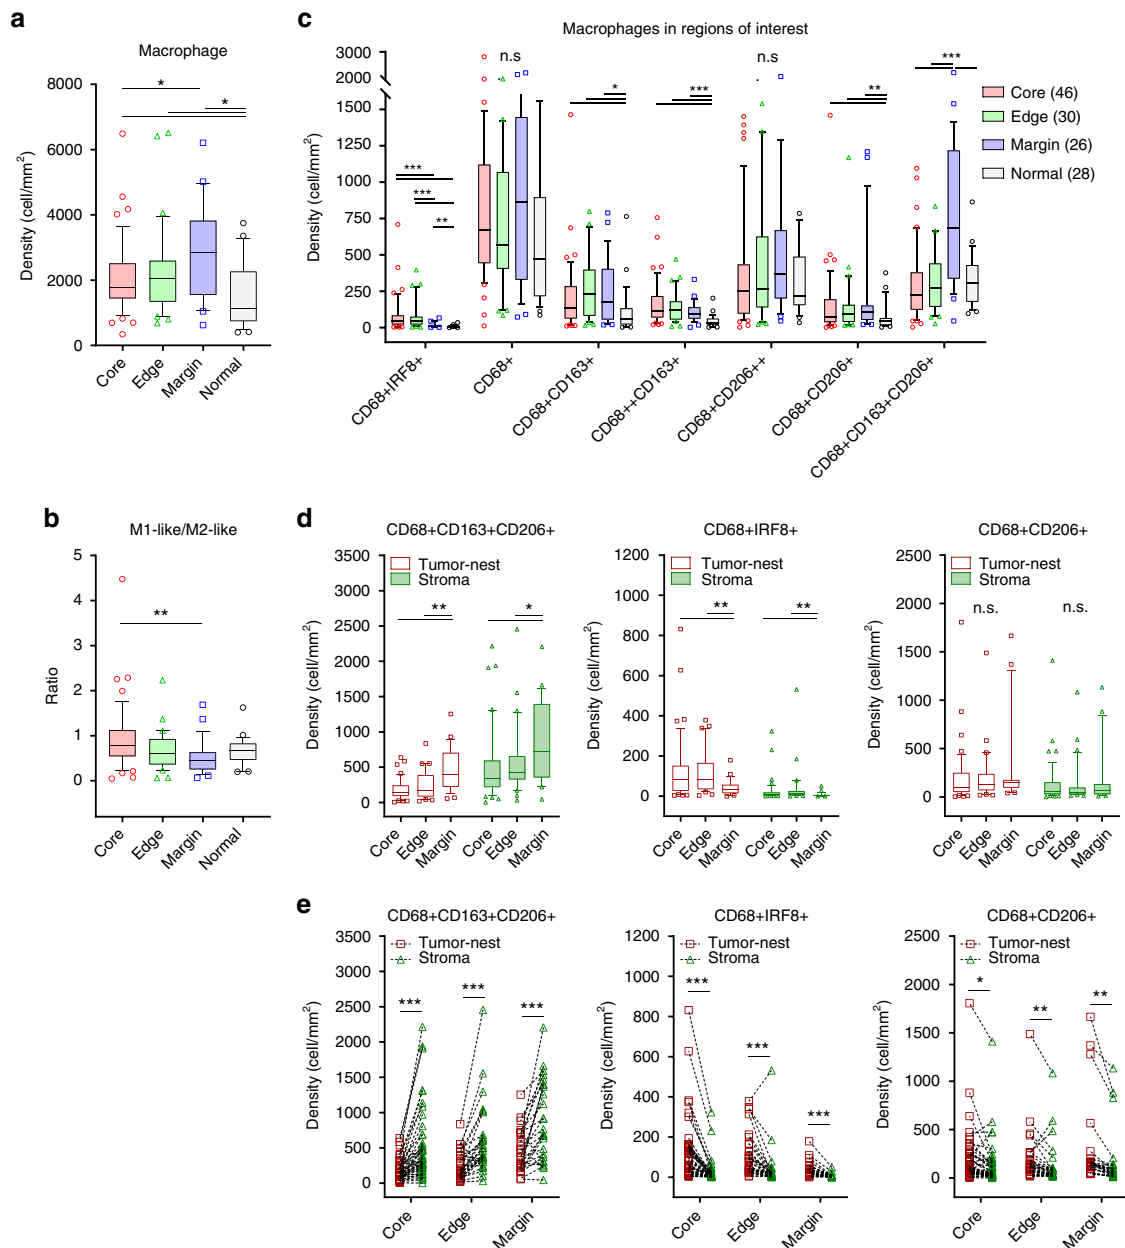 a
Macrophage
Density (cell/mm²)
8000
6000
4000
2000
0
*
*
Core
Edge
Margin
Normal
c
Macrophages in regions of interest
Density (cell/mm²)
3000
2000
1500
1250
1000
750
500
250
0
***
***
**
n.s
*
***
n.s
**
***
CD68+IRF8+
CD68+
CD68+CD163+
CD68++CD163+
CD68+CD206++
CD68+CD206+
CD68+CD163+CD206+
Core (46)
Edge (30)
Margin (26)
Normal (28)
b
M1-like/M2-like
Ratio
5
4
3
2
1
0
**
Core
Edge
Margin
Normal
d
CD68+CD163+CD206+
Density (cell/mm²)
3500
3000
2500
2000
1500
1000
500
0
Tumor-nest
Stroma
**
*
Core
Edge
Margin
Core
Edge
Margin
CD68+IRF8+
Density (cell/mm²)
1200
1000
800
600
400
200
0
Tumor-nest
Stroma
**
**
Core
Edge
Margin
Core
Edge
Margin
CD68+CD206+
Density (cell/mm²)
2500
2000
1500
1000
500
0
Tumor-nest
Stroma
n.s.
n.s.
Core
Edge
Margin
Core
Edge
Margin
e
CD68+CD163+CD206+
Density (cell/mm²)
3500
3000
2500
2000
1500
1000
500
0
Tumor-nest
Stroma
***
***
***
Core
Edge
Margin
CD68+IRF8+
Density (cell/mm²)
1200
1000
800
600
400
200
0
Tumor-nest
Stroma
***
***
***
Core
Edge
Margin
CD68+CD206+
Density (cell/mm²)
2500
2000
1500
1000
500
0
Tumor-nest
Stroma
*
**
**
Core
Edge
Margin